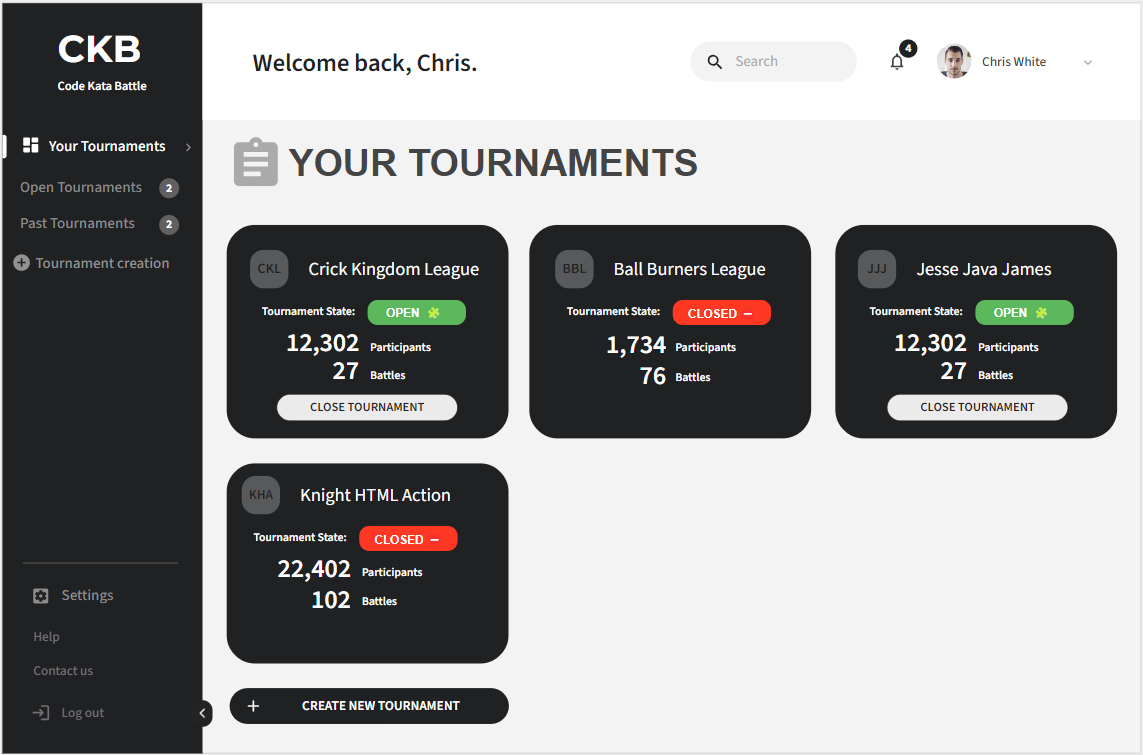 CKB
Code Kata Battle
Your Tournaments
Open Tournaments 2
Past Tournaments 2
Tournament creation
Settings
Help
Contact us
Log out
Welcome back, Chris.
Search
4
Chris White
YOUR TOURNAMENTS
CKL Crick Kingdom League
Tournament State: OPEN
12,302 Participants
27 Battles
CLOSE TOURNAMENT
BBL Ball Burners League
Tournament State: CLOSED
1,734 Participants
76 Battles
JJJ Jesse Java James
Tournament State: OPEN
12,302 Participants
27 Battles
CLOSE TOURNAMENT
KHA Knight HTML Action
Tournament State: CLOSED
22,402 Participants
102 Battles
+ CREATE NEW TOURNAMENT